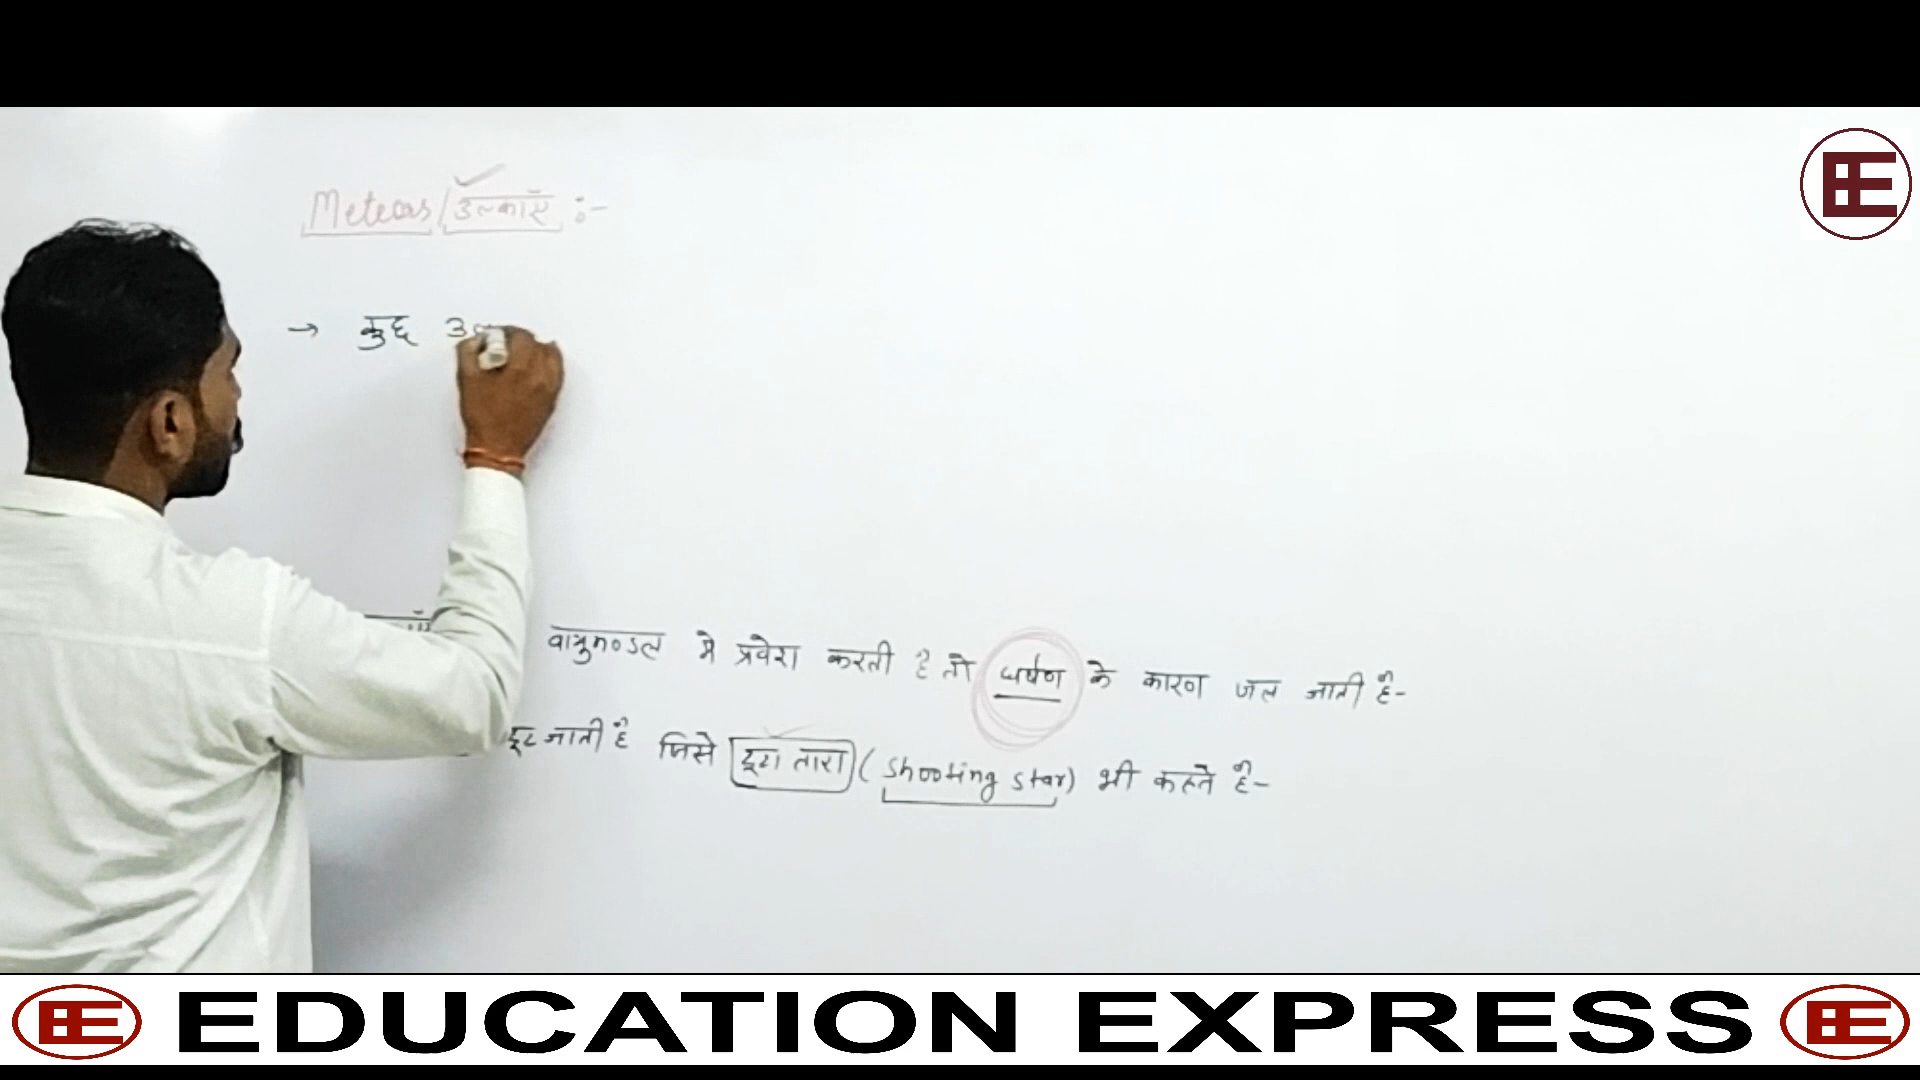 Meteors/उल्काएँ :-
→ कुछ
वायुमण्डल मे प्रवेश करती है तो घर्षण के कारण जल जाती है-
टूट जाती है जिसे टूटा तारा (shooting star) भी कहते है-
EDUCATION EXPRESS